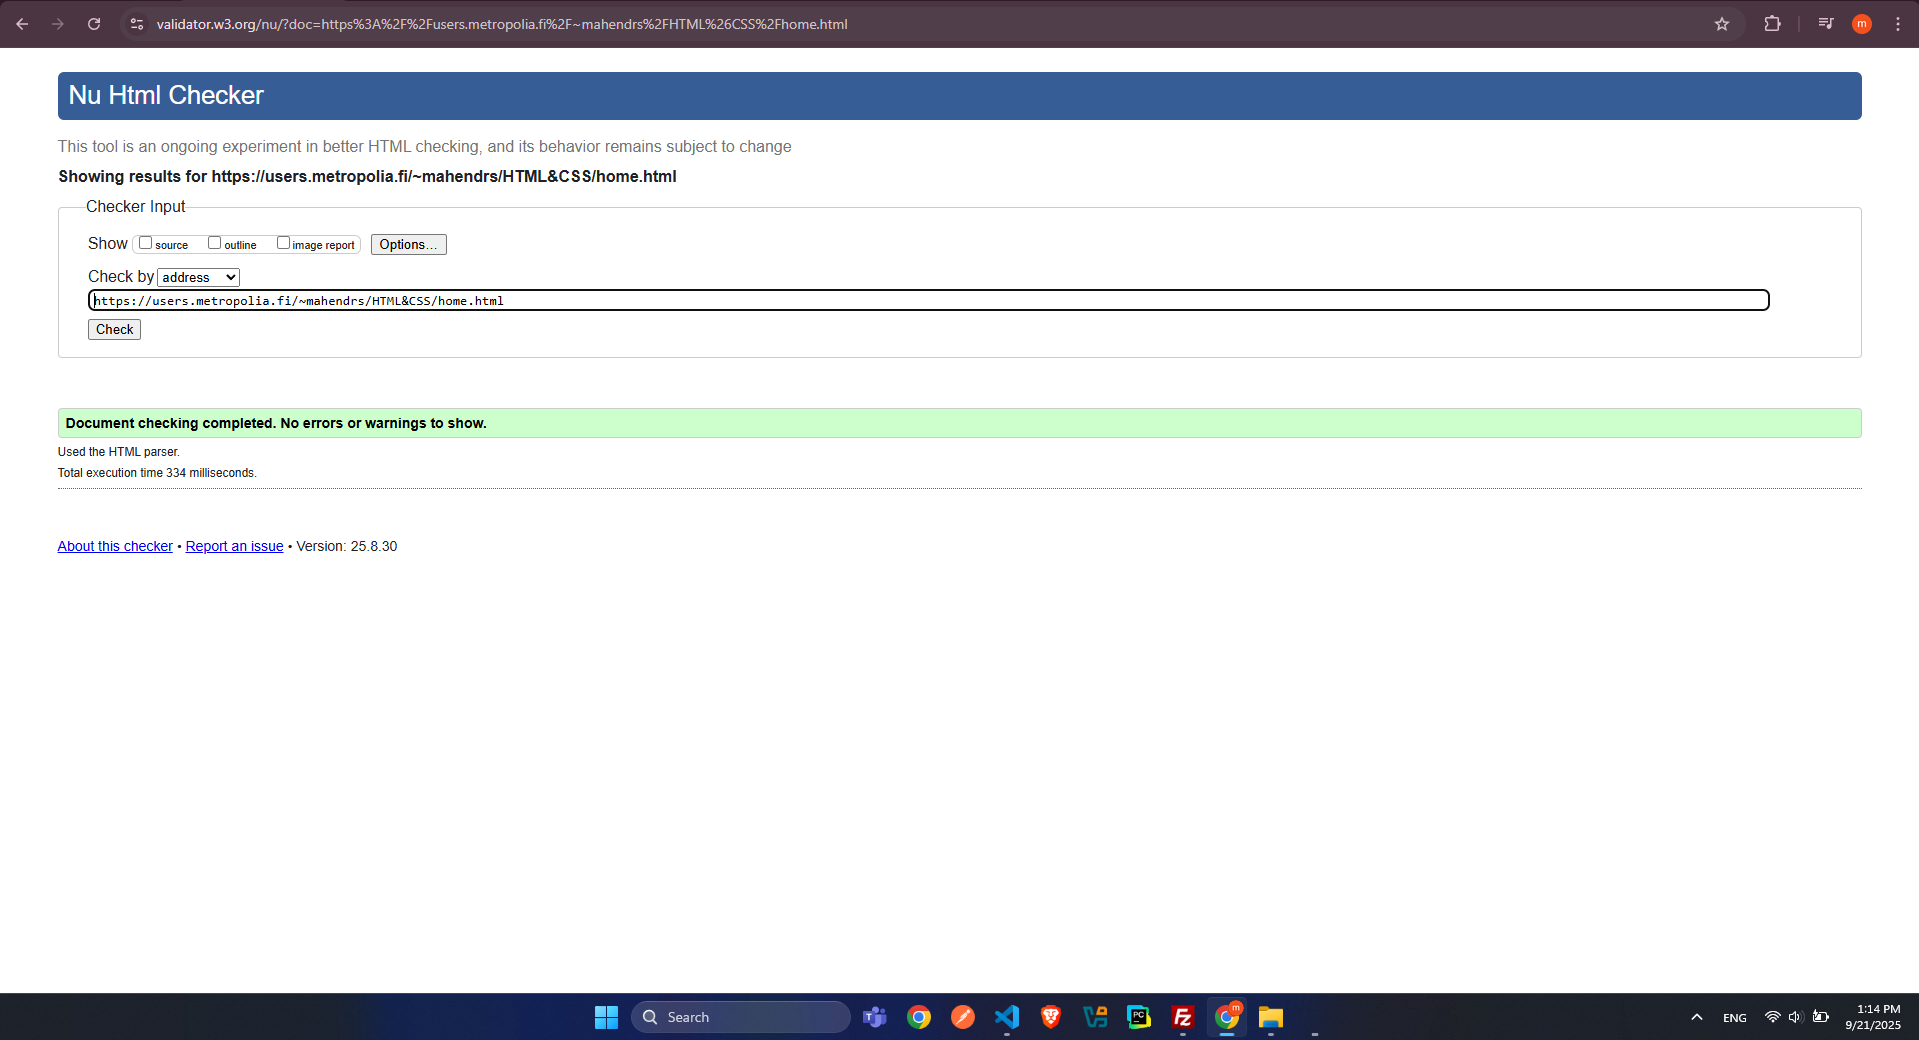 validator.w3.org/nu/?doc=https%3A%2F%2Fusers.metropolia.fi%2F~mahendrs%2FHTML%26CSS%2Fhome.html
m
Nu Html Checker
This tool is an ongoing experiment in better HTML checking, and its behavior remains subject to change
Showing results for https://users.metropolia.fi/~mahendrs/HTML&CSS/home.html
Checker Input
Show source outline image report Options...
Check by address
https://users.metropolia.fi/~mahendrs/HTML&CSS/home.html
Check
Document checking completed. No errors or warnings to show.
Used the HTML parser.
Total execution time 334 milliseconds.
About this checker • Report an issue • Version: 25.8.30
Search
T
PC
Fz
m
ENG
1:14 PM
9/21/2025